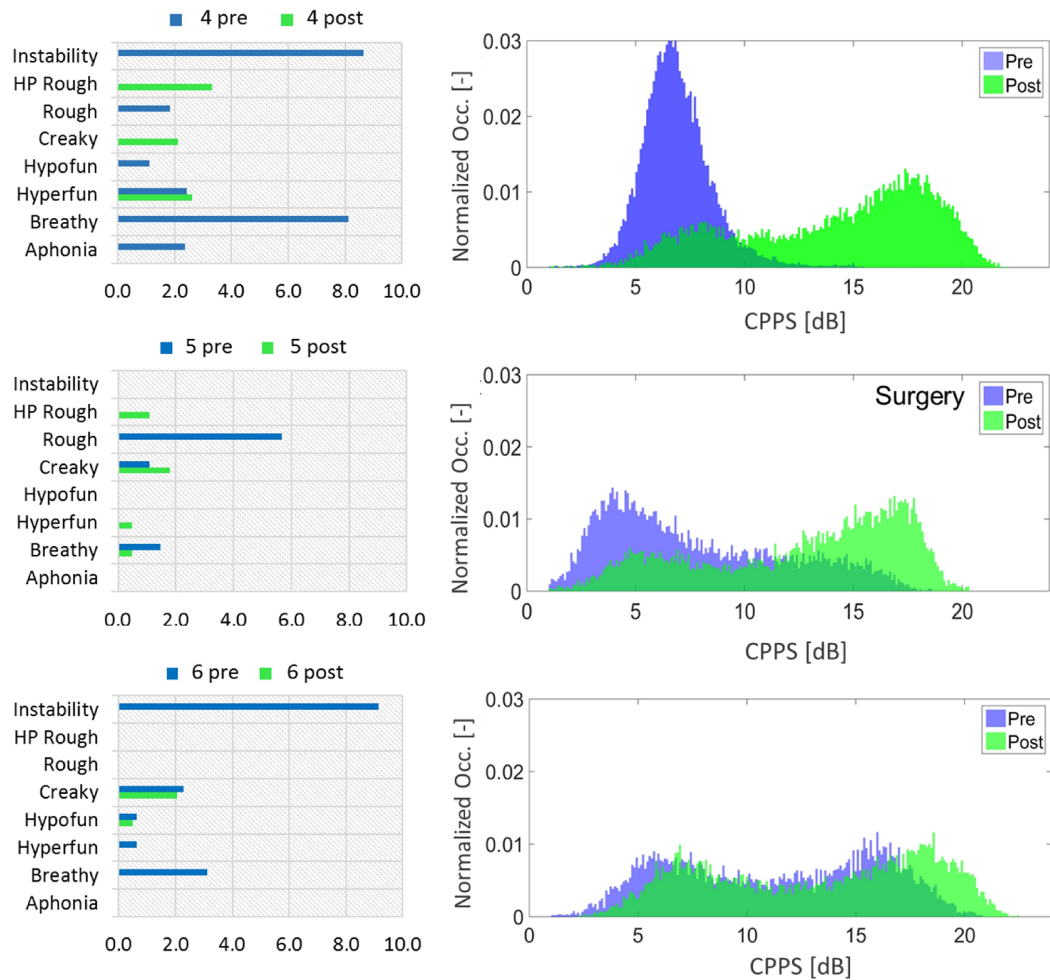 4 pre 4 post
Instability
HP Rough
Rough
Creaky
Hypofun
Hyperfun
Breathy
Aphonia
0.0 2.0 4.0 6.0 8.0 10.0
Normalized Occ. [-]
0.03
0.02
0.01
0
Pre
Post
0 5 10 15 20
CPPS [dB]
5 pre 5 post
Instability
HP Rough
Rough
Creaky
Hypofun
Hyperfun
Breathy
Aphonia
0.0 2.0 4.0 6.0 8.0 10.0
Normalized Occ. [-]
0.03
0.02
0.01
0
Surgery
Pre
Post
0 5 10 15 20
CPPS [dB]
6 pre 6 post
Instability
HP Rough
Rough
Creaky
Hypofun
Hyperfun
Breathy
Aphonia
0.0 2.0 4.0 6.0 8.0 10.0
Normalized Occ. [-]
0.03
0.02
0.01
0
Pre
Post
0 5 10 15 20
CPPS [dB]